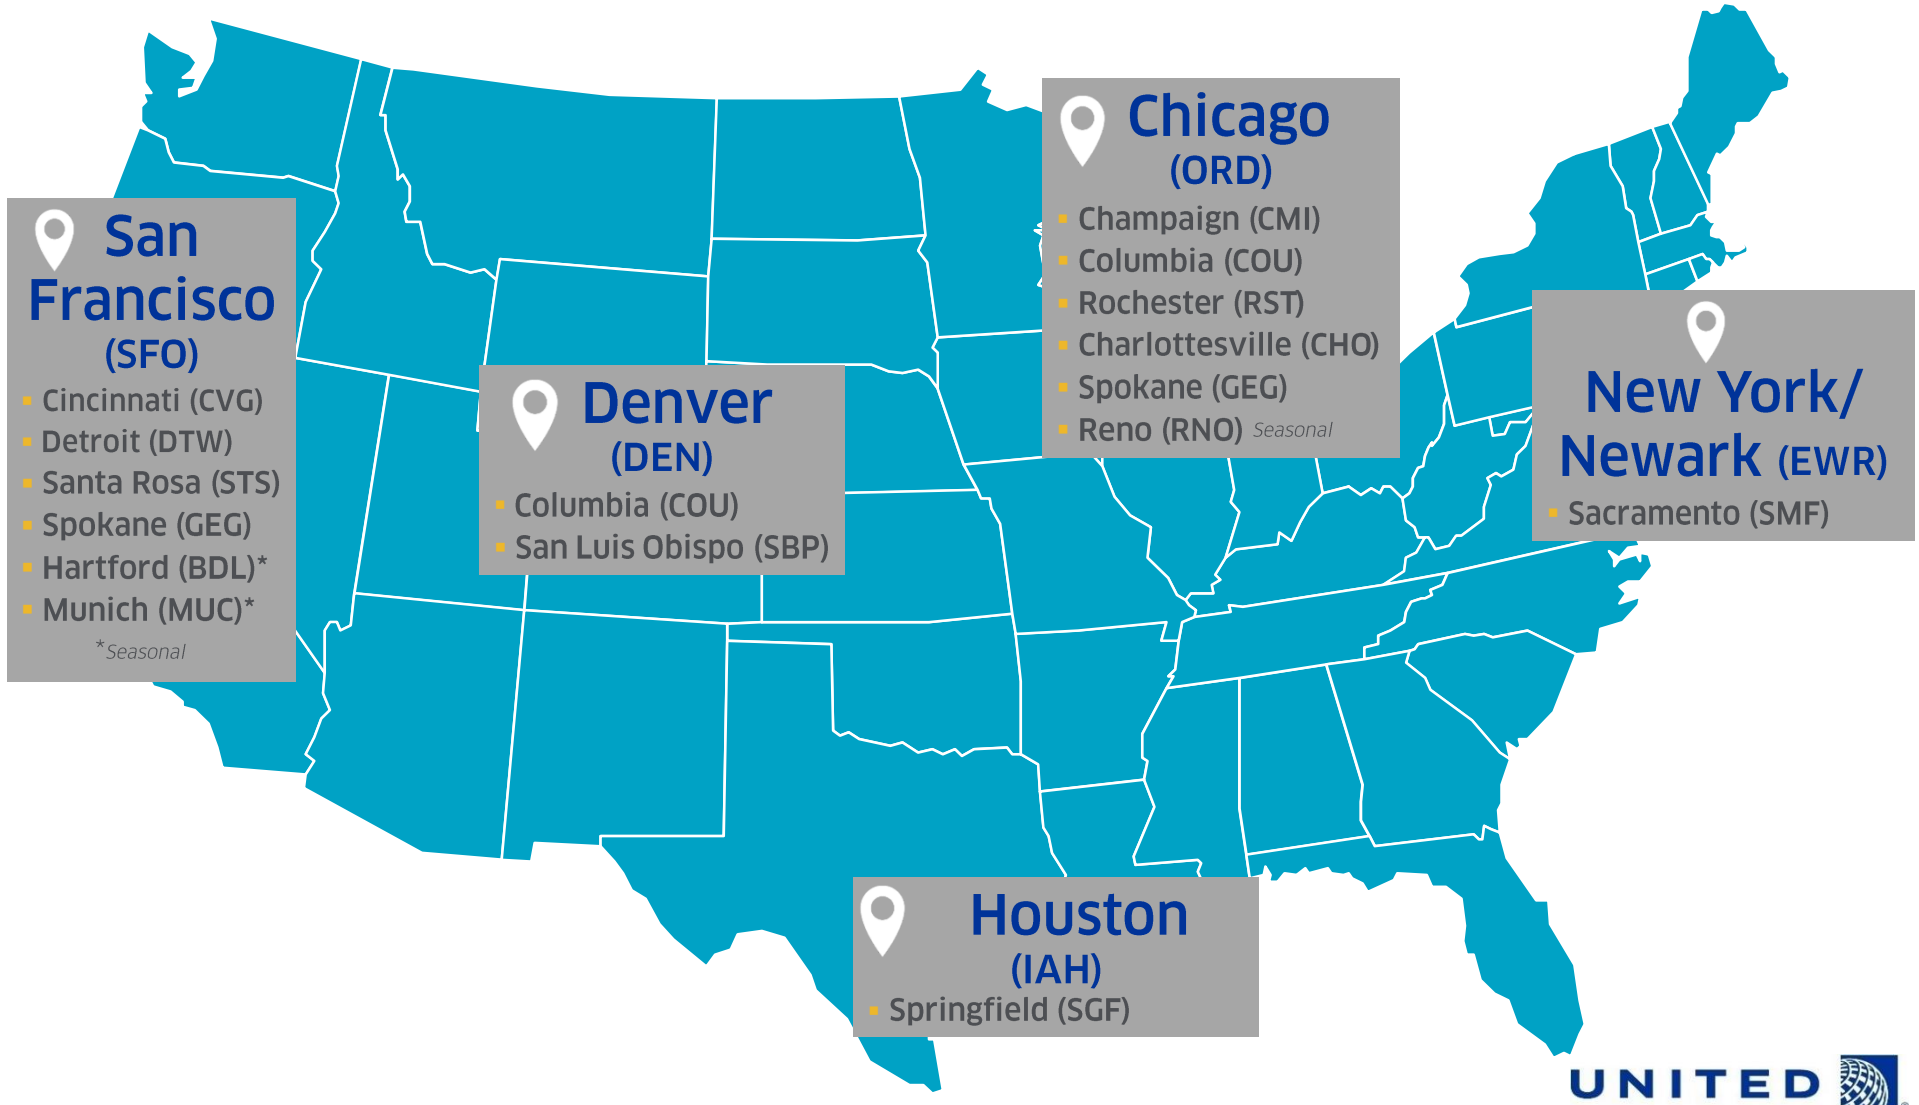 San
Francisco
(SFO)
▪ Cincinnati (CVG)
▪ Detroit (DTW)
▪ Santa Rosa (STS)
▪ Spokane (GEG)
▪ Hartford (BDL)*
▪ Munich (MUC)*
*Seasonal
Denver
(DEN)
▪ Columbia (COU)
▪ San Luis Obispo (SBP)
Chicago
(ORD)
▪ Champaign (CMI)
▪ Columbia (COU)
▪ Rochester (RST)
▪ Charlottesville (CHO)
▪ Spokane (GEG)
▪ Reno (RNO) Seasonal
New York/
Newark (EWR)
▪ Sacramento (SMF)
Houston
(IAH)
▪ Springfield (SGF)
UNITED